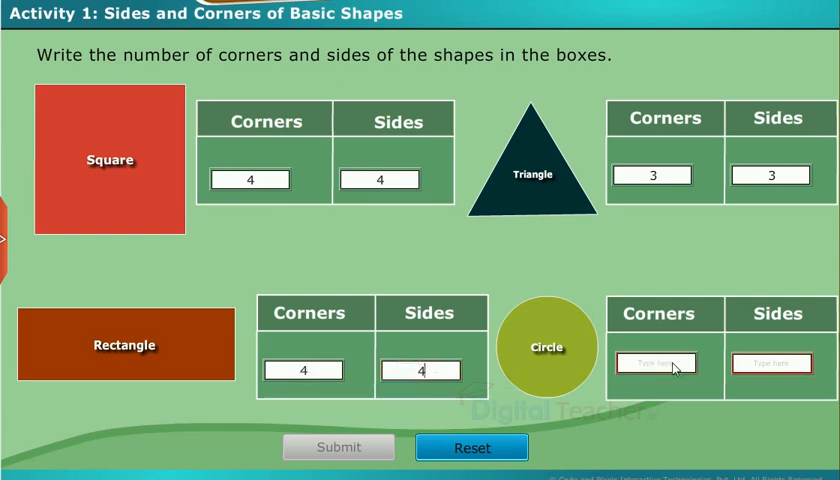 Activity 1: Sides and Corners of Basic Shapes
Write the number of corners and sides of the shapes in the boxes.
Square
Corners Sides
4 4
Triangle
Corners Sides
3 3
Rectangle
Corners Sides
4 4
Circle
Corners Sides
Type here Type here
Digital Teacher
Submit Reset